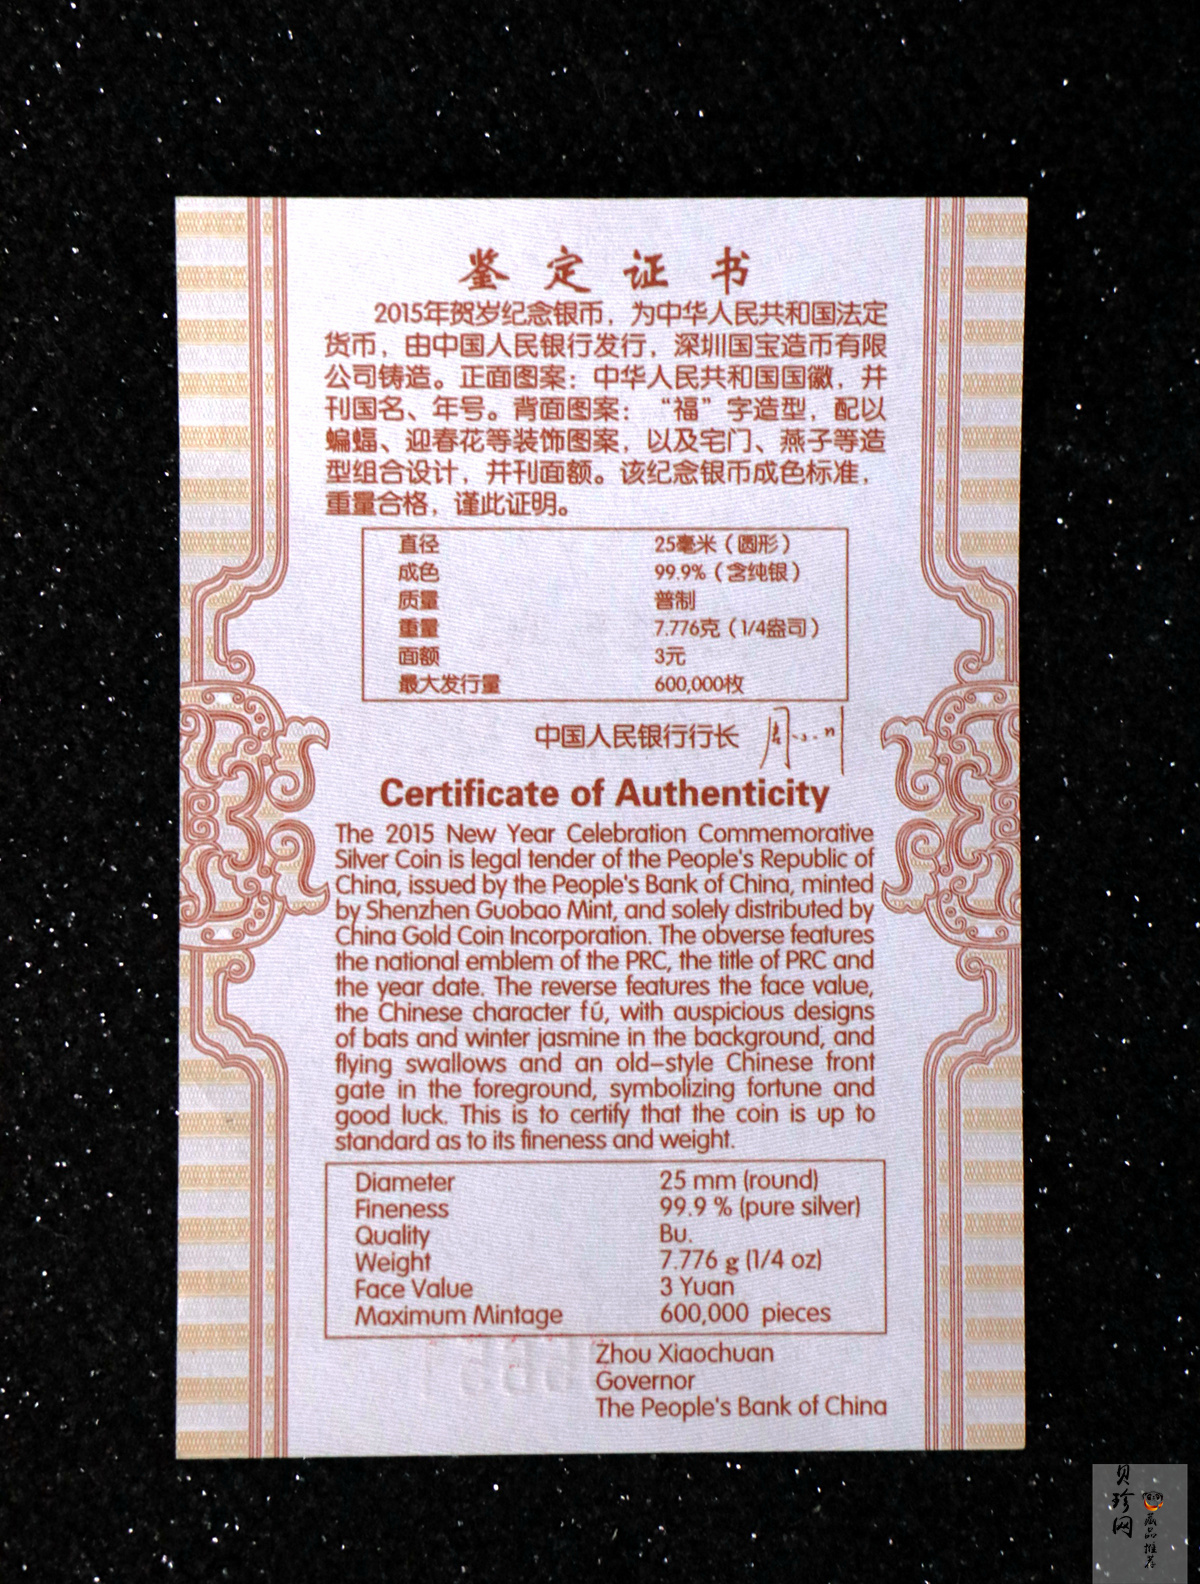 鉴定证书
2015年贺岁纪念银币，为中华人民共和国法定
货币，由中国人民银行发行，深圳国宝造币有限
公司铸造。正面图案：中华人民共和国国徽，并
刊国名、年号。背面图案：“福”字造型，配以
蝙蝠、迎春花等装饰图案，以及宅门、燕子等造
型组合设计，并刊面额。该纪念银币成色标准，
重量合格，谨此证明。
直径 25毫米（圆形）
成色 99.9%（含纯银）
质量 普制
重量 7.776克（1/4盎司）
面额 3元
最大发行量 600,000枚
中国人民银行行长
Certificate of Authenticity
The 2015 New Year Celebration Commemorative
Silver Coin is legal tender of the People's Republic of
China, issued by the People's Bank of China, minted
by Shenzhen Guobao Mint, and solely distributed by
China Gold Coin Incorporation. The obverse features
the national emblem of the PRC, the title of PRC and
the year date. The reverse features the face value,
the Chinese character fú, with auspicious designs
of bats and winter jasmine in the background, and
flying swallows and an old-style Chinese front
gate in the foreground, symbolizing fortune and
good luck. This is to certify that the coin is up to
standard as to its fineness and weight.
Diameter 25 mm (round)
Fineness 99.9 % (pure silver)
Quality Bu.
Weight 7.776 g (1/4 oz)
Face Value 3 Yuan
Maximum Mintage 600,000 pieces
Zhou Xiaochuan
Governor
The People's Bank of China
贝珍网
藏品推荐